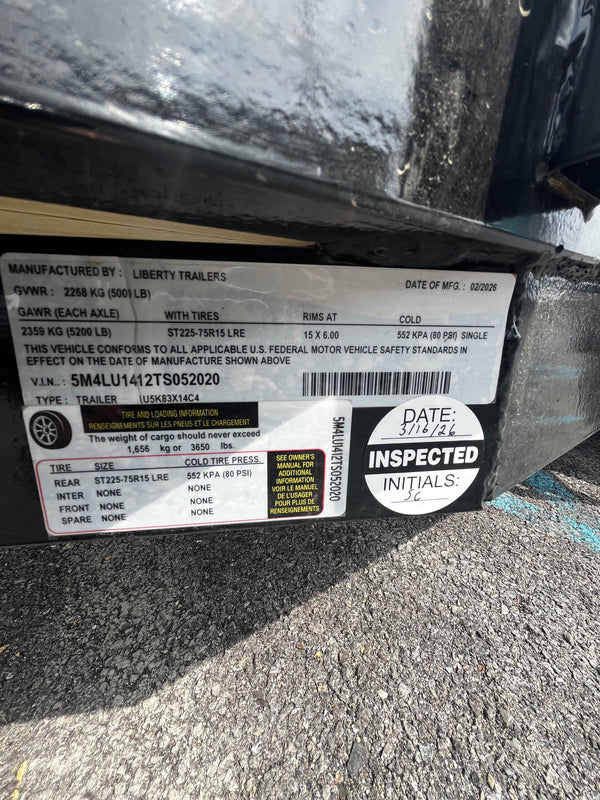 MANUFACTURED BY : LIBERTY TRAILERS
DATE OF MFG. : 02/2026
GVWR : 2268 KG (5001 LB)
GAWR (EACH AXLE) WITH TIRES RIMS AT COLD
2359 KG (5200 LB) ST225-75R15 LRE 15 X 6.00 552 KPA (80 PSI) SINGLE
THIS VEHICLE CONFORMS TO ALL APPLICABLE U.S. FEDERAL MOTOR VEHICLE SAFETY STANDARDS IN
EFFECT ON THE DATE OF MANUFACTURE SHOWN ABOVE
V.I.N.: 5M4LU1412TS052020
TYPE : TRAILER IU5K83X14C4
TIRE AND LOADING INFORMATION
RENSEIGNEMENTS SUR LES PNEUS ET LE CHARGEMENT
The weight of cargo should never exceed
1,656 kg or 3650 lbs.
TIRE SIZE COLD TIRE PRESS.
REAR ST225-75R15 LRE 552 KPA (80 PSI)
INTER NONE NONE
FRONT NONE NONE
SPARE NONE NONE
SEE OWNER'S
MANUAL FOR
ADDITIONAL
INFORMATION
VOIR LE MANUEL
DE L'USAGER
POUR PLUS DE
RENSEIGNEMENTS
5M4LU1412TS052020
DATE:
3/16/26
INSPECTED
INITIALS: